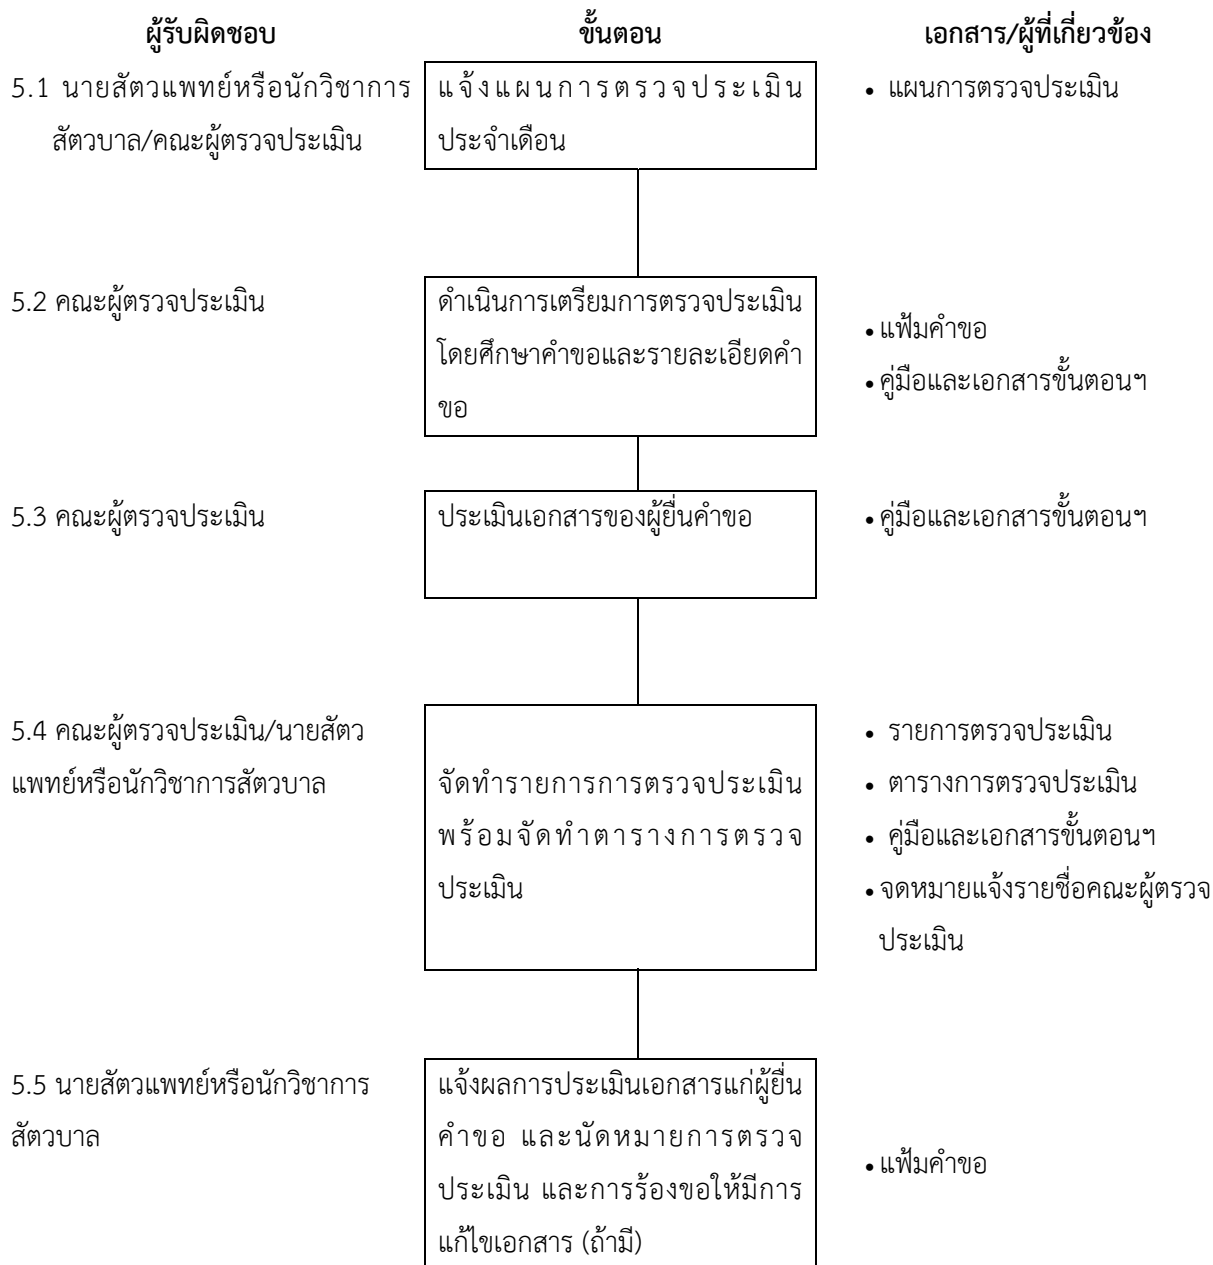 ผู้รับผิดชอบ
ขั้นตอน
เอกสาร/ผู้ที่เกี่ยวข้อง
5.1 นายสัตวแพทย์หรือนักวิชาการ
สัตวบาล/คณะผู้ตรวจประเมิน
แจ้งแผนการตรวจประเมิน
ประจำเดือน
• แผนการตรวจประเมิน
5.2 คณะผู้ตรวจประเมิน
ดำเนินการเตรียมการตรวจประเมิน
โดยศึกษาคำขอและรายละเอียดคำ
ขอ
• แฟ้มคำขอ
• คู่มือและเอกสารขั้นตอนฯ
5.3 คณะผู้ตรวจประเมิน
ประเมินเอกสารของผู้ยื่นคำขอ
• คู่มือและเอกสารขั้นตอนฯ
5.4 คณะผู้ตรวจประเมิน/นายสัตว
แพทย์หรือนักวิชาการสัตวบาล
จัดทำรายการการตรวจประเมิน
พร้อมจัดทำตารางการตรวจ
ประเมิน
• รายการตรวจประเมิน
• ตารางการตรวจประเมิน
• คู่มือและเอกสารขั้นตอนฯ
• จดหมายแจ้งรายชื่อคณะผู้ตรวจ
ประเมิน
5.5 นายสัตวแพทย์หรือนักวิชาการ
สัตวบาล
แจ้งผลการประเมินเอกสารแก่ผู้ยื่น
คำขอ และนัดหมายการตรวจ
ประเมิน และการร้องขอให้มีการ
แก้ไขเอกสาร (ถ้ามี)
• แฟ้มคำขอ